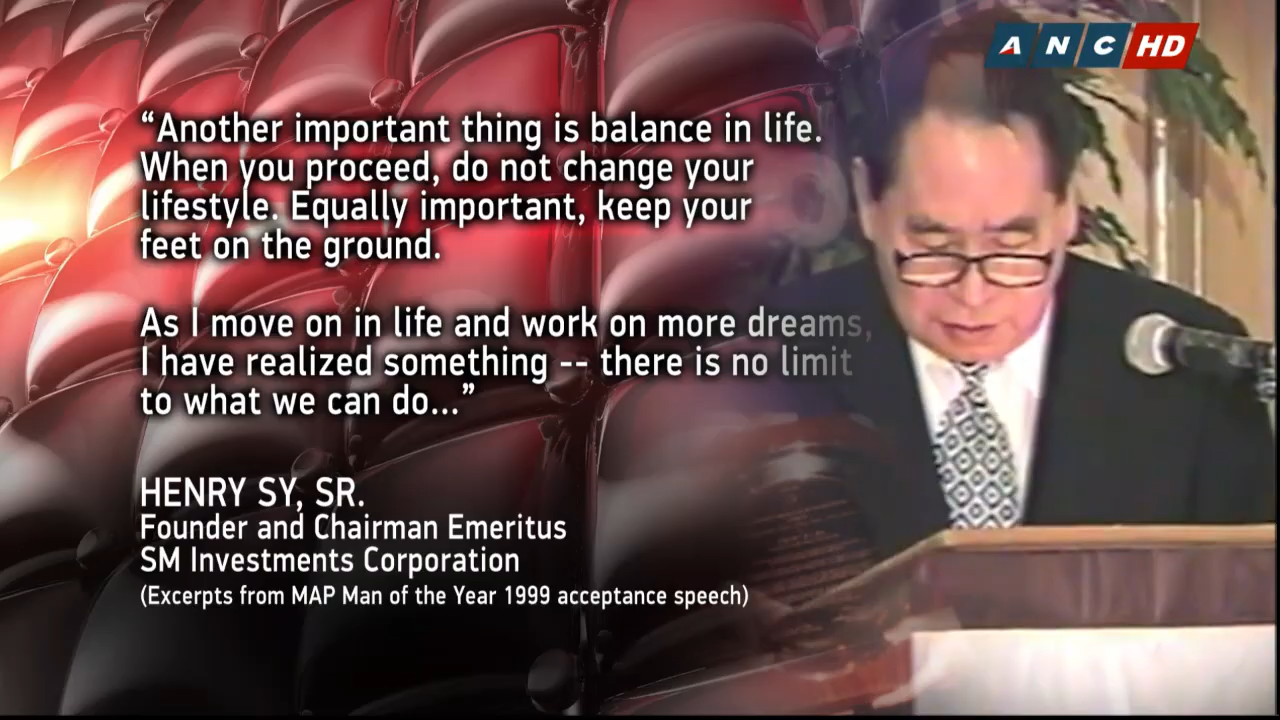 ANC HD
“Another important thing is balance in life.
When you proceed, do not change your
lifestyle. Equally important, keep your
feet on the ground.
As I move on in life and work on more dreams,
I have realized something -- there is no limit
to what we can do...”
HENRY SY, SR.
Founder and Chairman Emeritus
SM Investments Corporation
(Excerpts from MAP Man of the Year 1999 acceptance speech)